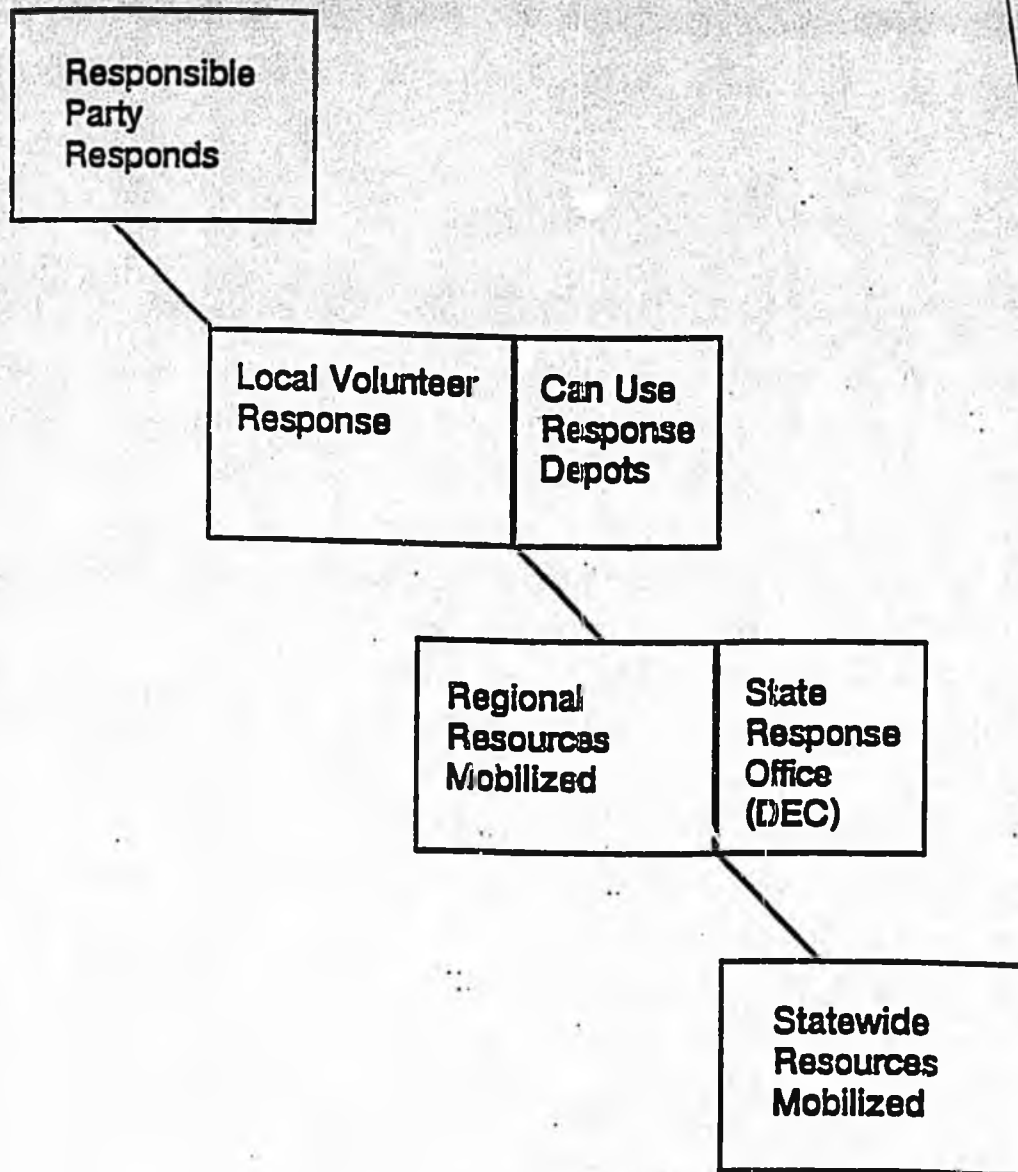 Responsible
Party
Responds
Local Volunteer
Response
Can Use
Response
Depots
Regional
Resources
Mobilized
State
Response
Office
(DEC)
Statewide
Resources
Mobilized